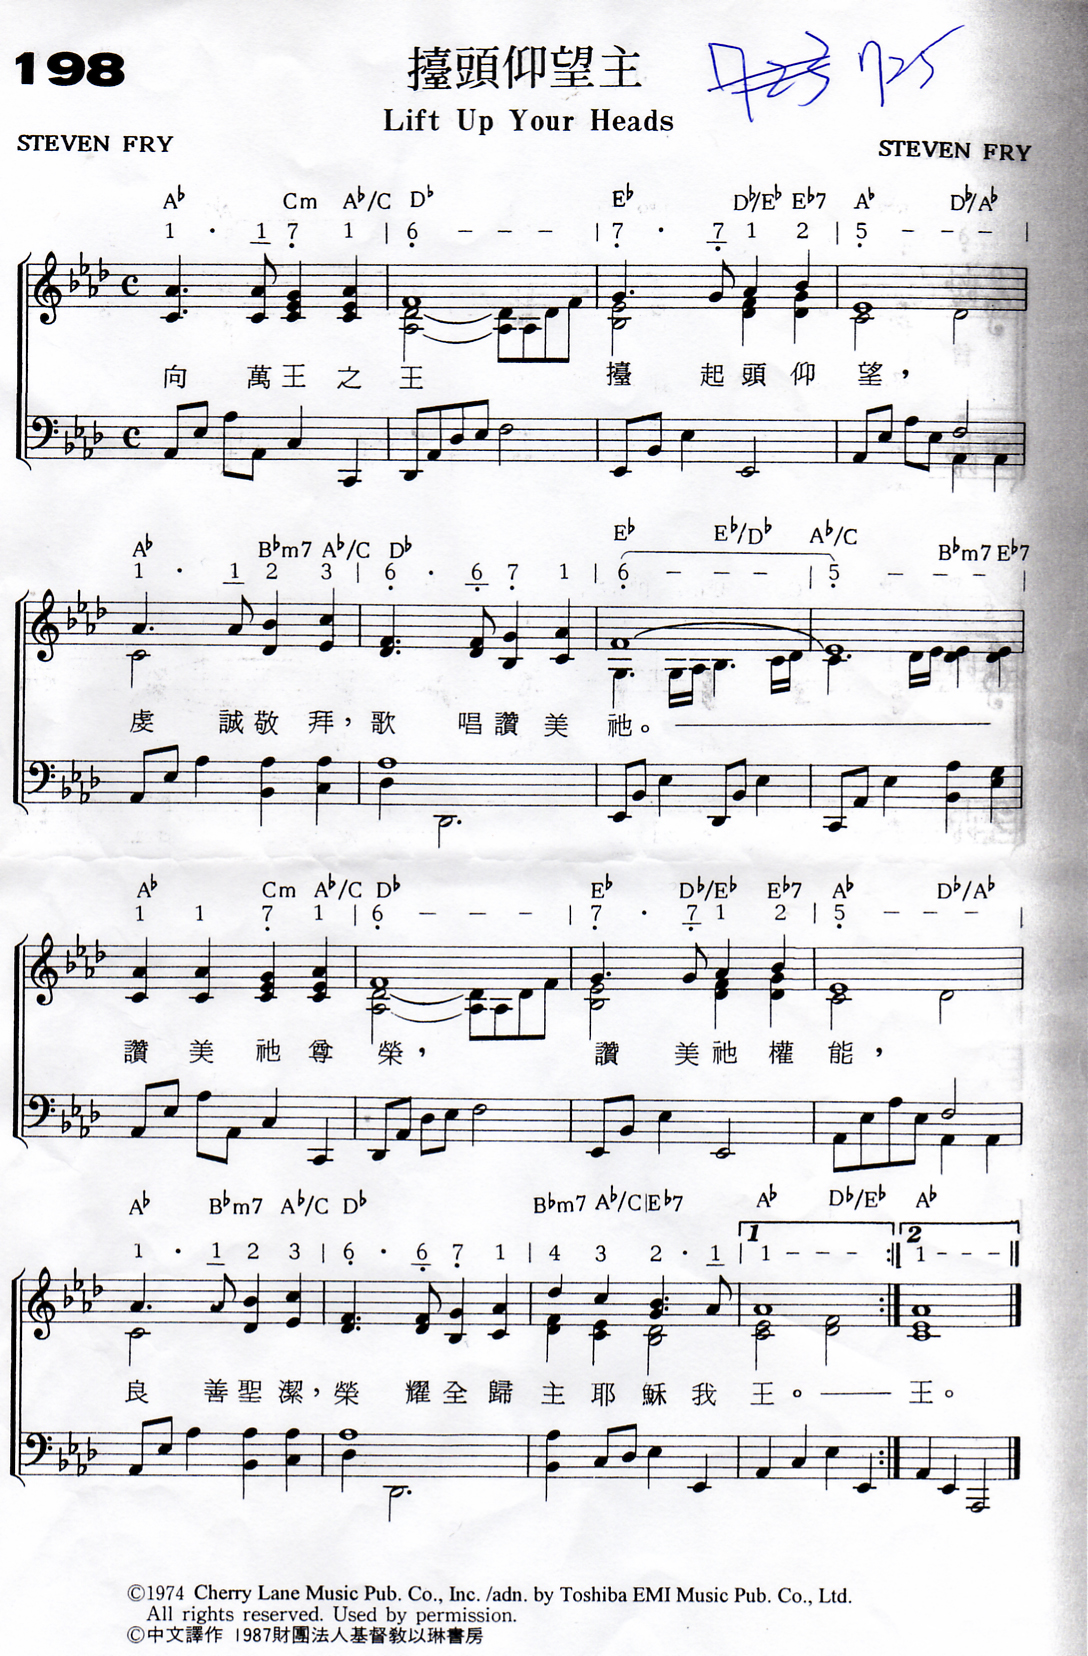 198
擡頭仰望主
Lift Up Your Heads
725
STEVEN FRY
STEVEN FRY
A♭ Cm A♭/C D♭ E♭ D♭/E♭ E♭7 A♭ D♭/A♭
1 · 1 7 1 | 6 – – – | 7 · 7 1 2 | 5 – – – |
向 萬王之王 擡 起頭仰望，
A♭ B♭m7 A♭/C D♭ E♭ E♭/D♭ A♭/C B♭m7 E♭7
1 · 1 2 3 | 6 · 6 7 1 | 6 – – – | 5 – – – |
虔 誠敬拜，歌 唱讚美祂。
A♭ Cm A♭/C D♭ E♭ D♭/E♭ E♭7 A♭ D♭/A♭
1 1 7 1 | 6 – – – | 7 · 7 1 2 | 5 – – – |
讚美祂尊榮， 讚 美祂權能，
A♭ B♭m7 A♭/C D♭ B♭m7 A♭/C|E♭7 A♭ D♭/E♭ A♭
1 2
1 · 1 2 3 | 6 · 6 7 1 | 4 3 2 · 1 | 1 – – – :‖ 1 – – – ‖
良 善聖潔，榮 耀全歸主耶穌我王。—— 王。
©1974 Cherry Lane Music Pub. Co., Inc. /adn. by Toshiba EMI Music Pub. Co., Ltd.
All rights reserved. Used by permission.
©中文譯作 1987財團法人基督教以琳書房